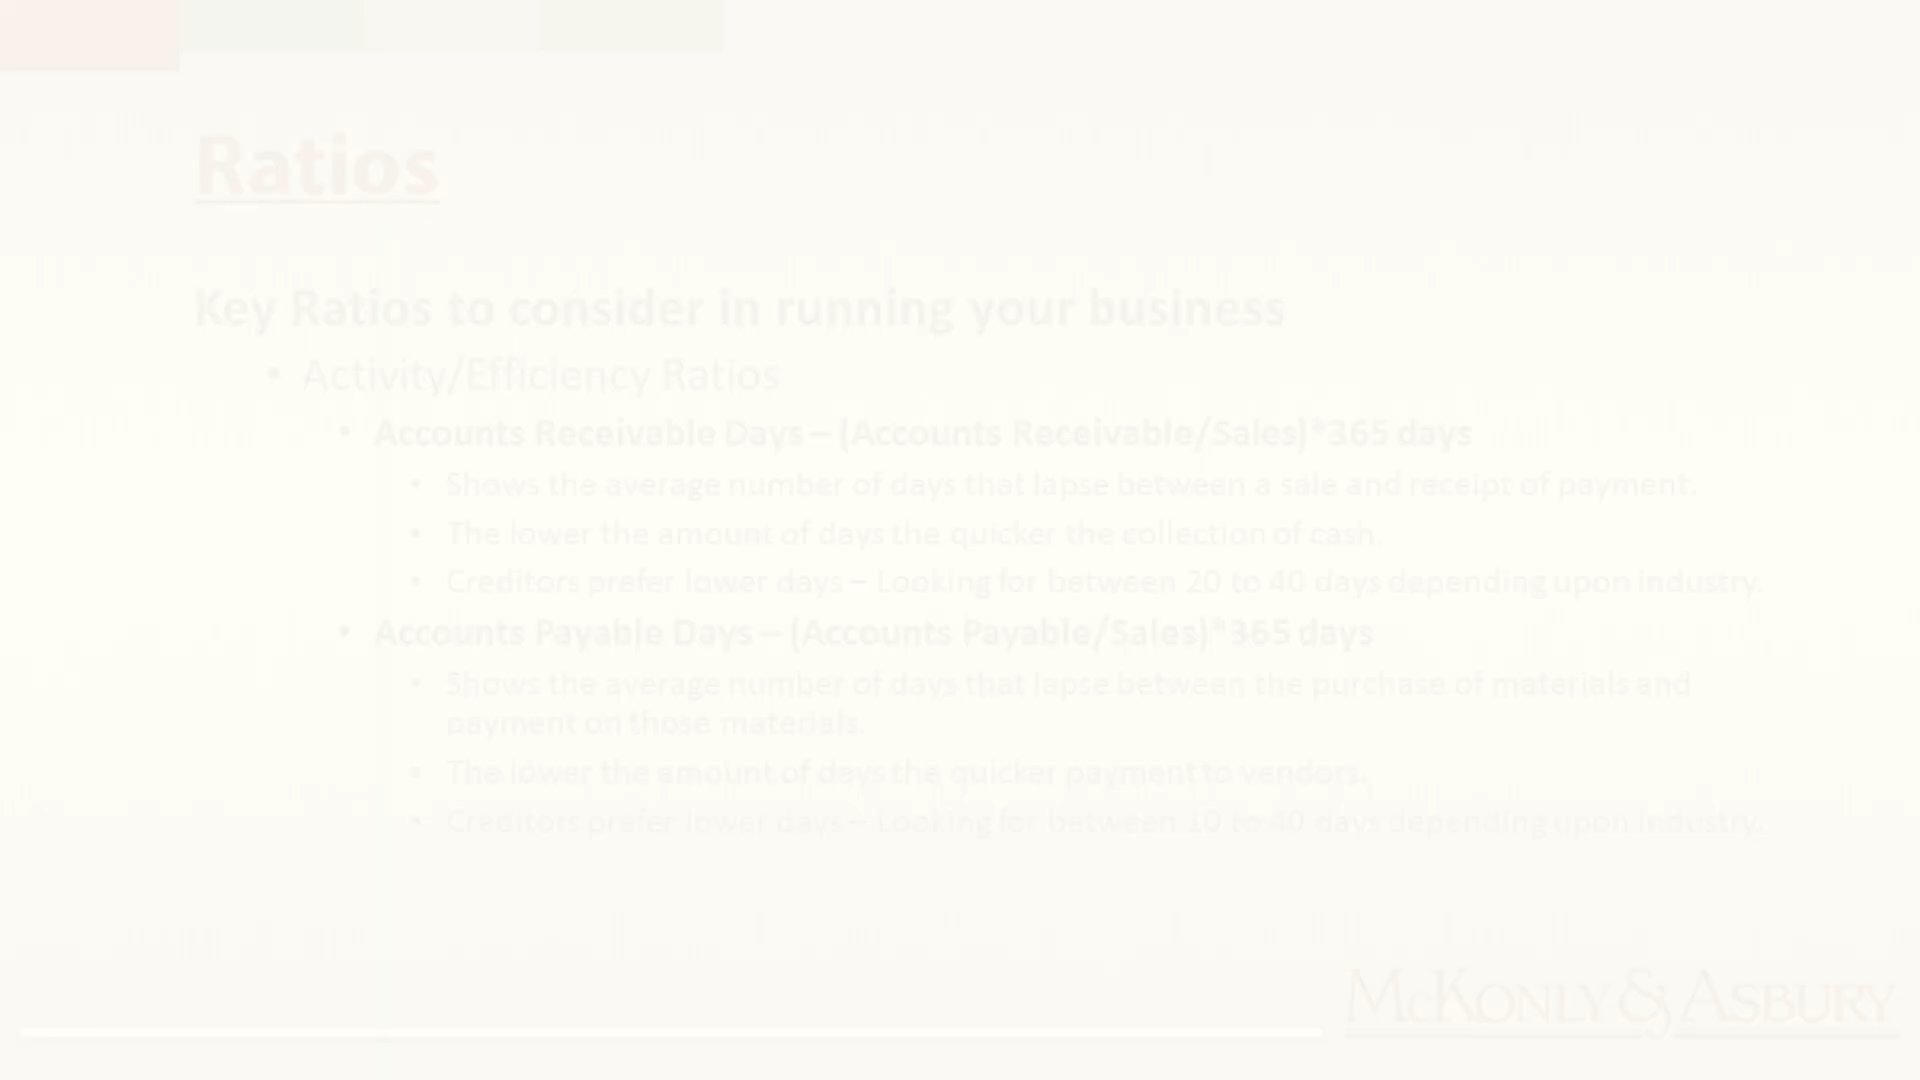 Ratios
Key Ratios to consider in running your business
• Activity/Efficiency Ratios
• Accounts Receivable Days – (Accounts Receivable/Sales)*365 days
• Shows the average number of days that lapse between a sale and receipt of payment.
• The lower the amount of days the quicker the collection of cash.
• Creditors prefer lower days – Looking for between 20 to 40 days depending upon industry.
• Accounts Payable Days – (Accounts Payable/Sales)*365 days
• Shows the average number of days that lapse between the purchase of materials and
payment on those materials.
• The lower the amount of days the quicker payment to vendors.
• Creditors prefer lower days – Looking for between 10 to 40 days depending upon industry.
McKonly & Asbury